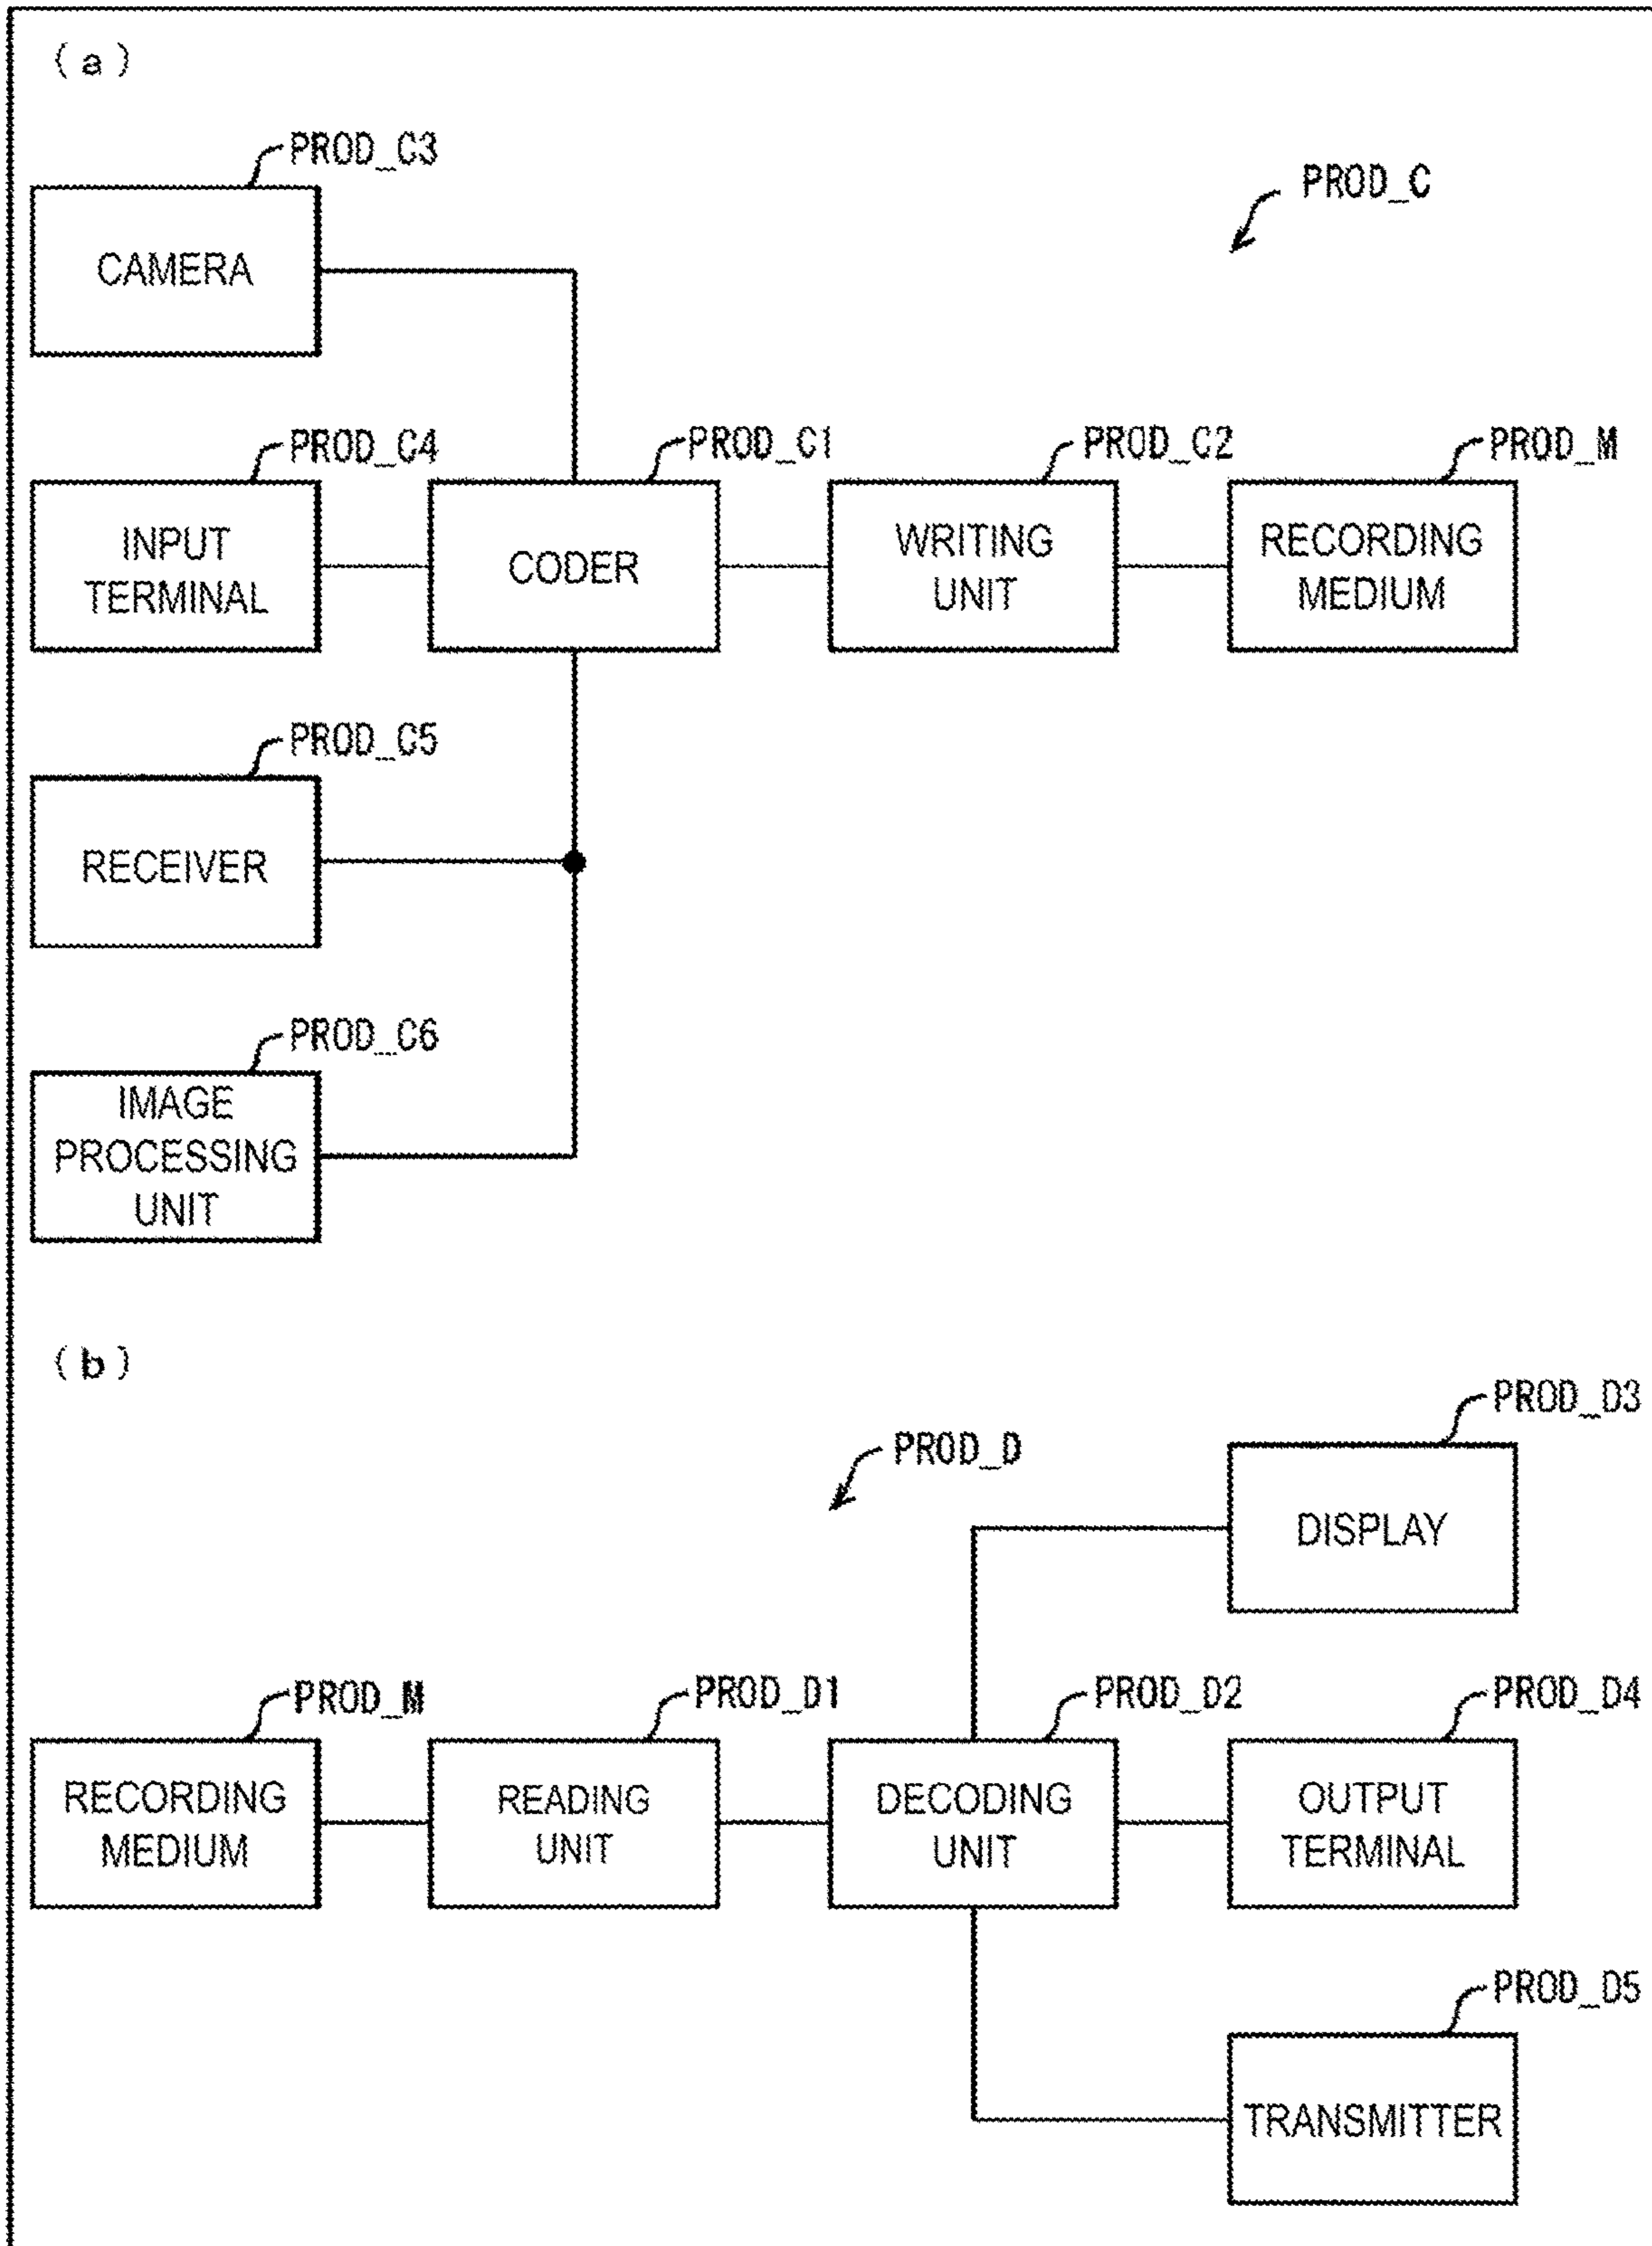 (a)
PROD_C3
PROD_C
CAMERA
PROD_C4
PROD_C1
PROD_C2
PROD_M
INPUT
TERMINAL
CODER
WRITING
UNIT
RECORDING
MEDIUM
PROD_C5
RECEIVER
PROD_C6
IMAGE
PROCESSING
UNIT
(b)
PROD_D3
PROD_D
DISPLAY
PROD_M
PROD_D1
PROD_D2
PROD_D4
RECORDING
MEDIUM
READING
UNIT
DECODING
UNIT
OUTPUT
TERMINAL
PROD_D5
TRANSMITTER